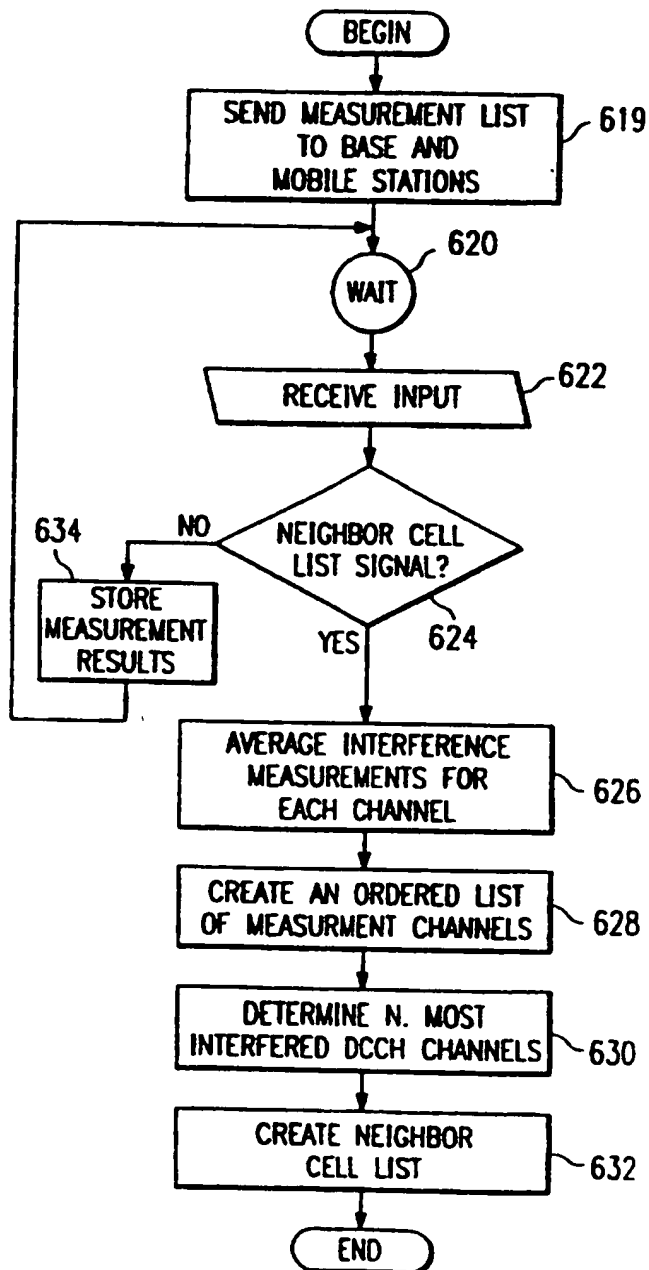 BEGIN
SEND MEASUREMENT LIST
TO BASE AND
MOBILE STATIONS
619
620
WAIT
RECEIVE INPUT
622
NEIGHBOR CELL
LIST SIGNAL?
624
NO
634
STORE
MEASUREMENT
RESULTS
YES
AVERAGE INTERFERENCE
MEASUREMENTS FOR
EACH CHANNEL
626
CREATE AN ORDERED LIST
OF MEASURMENT CHANNELS
628
DETERMINE N. MOST
INTERFERED DCCH CHANNELS
630
CREATE NEIGHBOR
CELL LIST
632
END